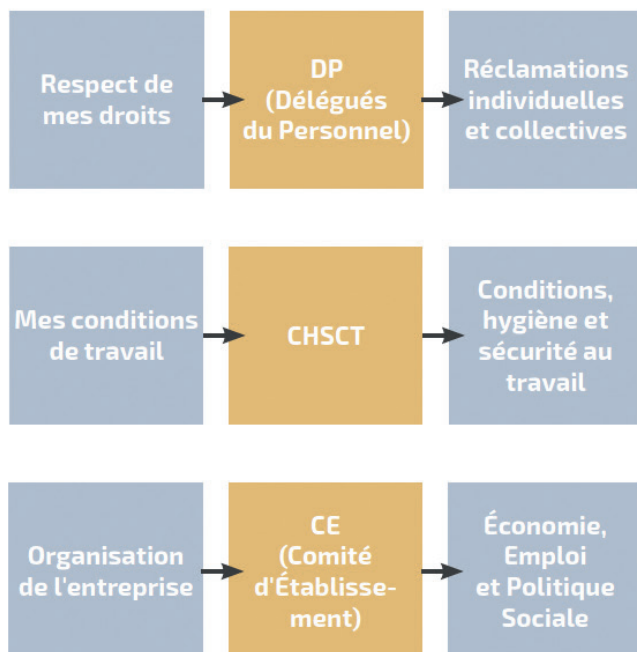 Respect de
mes droits
DP
(Délégués
du Personnel)
Réclamations
individuelles
et collectives
Mes conditions
de travail
CHSCT
Conditions,
hygiène et
sécurité au
travail
Organisation
de l'entreprise
CE
(Comité
d'Établisse-
ment)
Économie,
Emploi
et Politique
Sociale